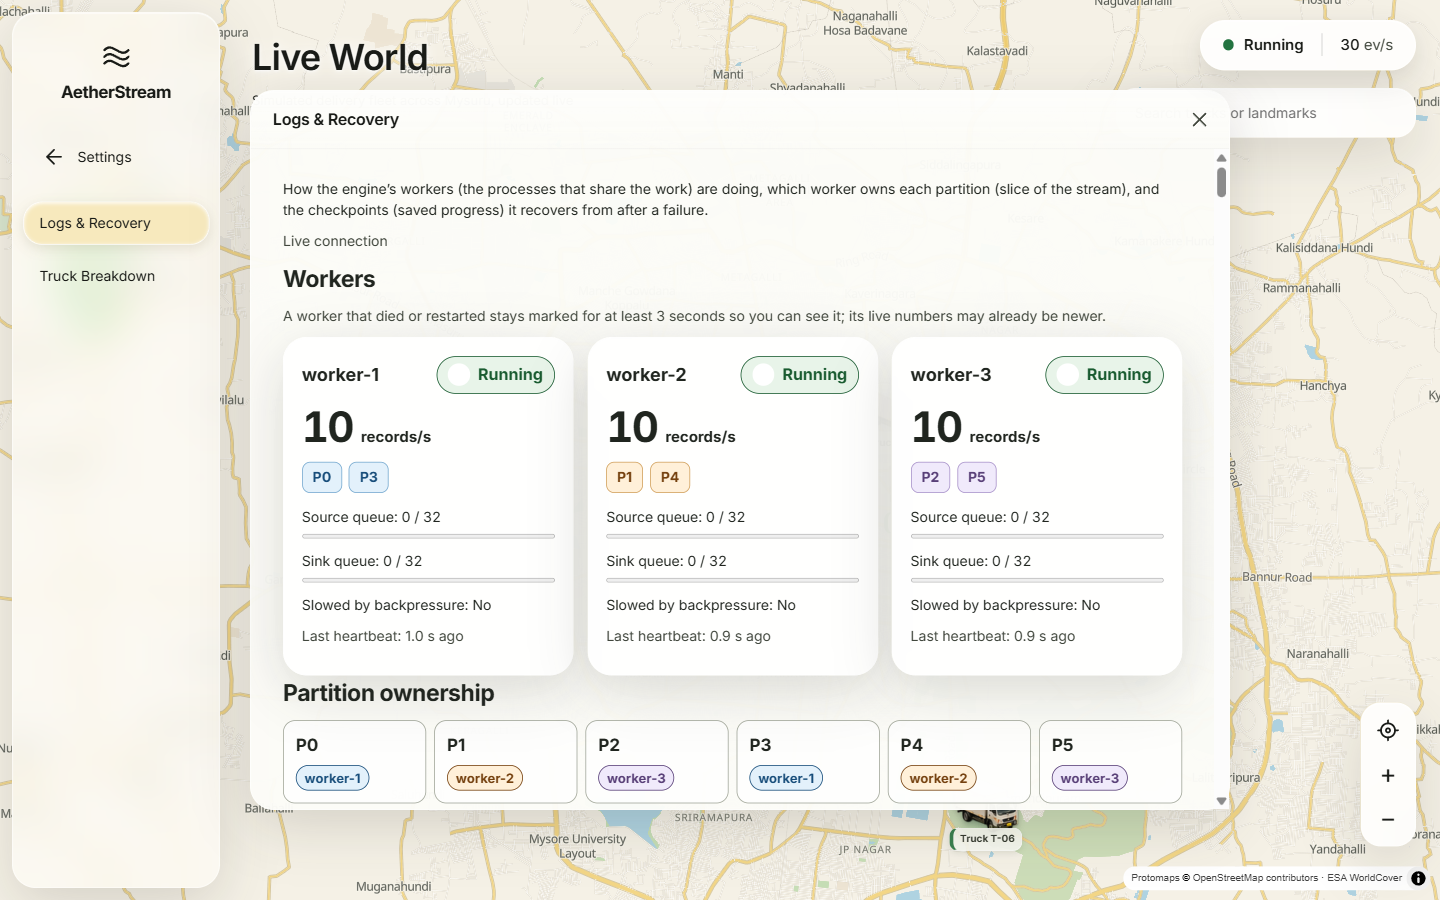 AetherStream
Settings
Logs & Recovery
Truck Breakdown
Live World
Running
30 ev/s
or landmarks
Logs & Recovery
How the engine’s workers (the processes that share the work) are doing, which worker owns each partition (slice of the stream), and
the checkpoints (saved progress) it recovers from after a failure.
Live connection
Workers
A worker that died or restarted stays marked for at least 3 seconds so you can see it; its live numbers may already be newer.
worker-1
Running
10 records/s
P0 P3
Source queue: 0 / 32
Sink queue: 0 / 32
Slowed by backpressure: No
Last heartbeat: 1.0 s ago
worker-2
Running
10 records/s
P1 P4
Source queue: 0 / 32
Sink queue: 0 / 32
Slowed by backpressure: No
Last heartbeat: 0.9 s ago
worker-3
Running
10 records/s
P2 P5
Source queue: 0 / 32
Sink queue: 0 / 32
Slowed by backpressure: No
Last heartbeat: 0.9 s ago
Partition ownership
P0
worker-1
P1
worker-2
P2
worker-3
P3
worker-1
P4
worker-2
P5
worker-3
Naganahalli
Hosa Badavane
Kalastavadi
Manti
Shyadanahalli
Bastipura
Kalisiddana Hundi
Rammanahalli
Hanchya
Road
Bannur Road
Naranahalli
Yandahalli
SRIRAMAPURA
Mysore University
Layout
JP NAGAR
Muganahundi
Truck T-06
Protomaps © OpenStreetMap contributors · ESA WorldCover